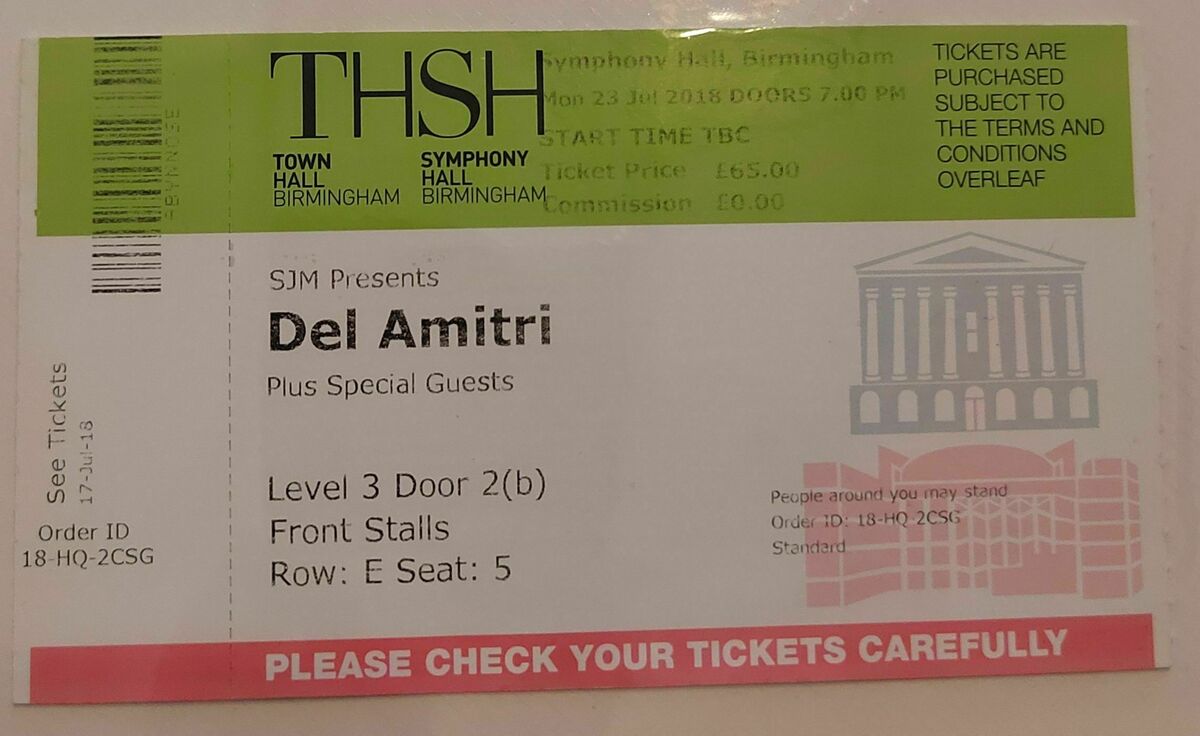 THSH
TOWN
HALL
BIRMINGHAM
SYMPHONY
HALL
BIRMINGHAM
Symphony Hall, Birmingham
Mon 23 Jul 2018 DOORS 7.00 PM
START TIME TBC
Ticket Price £65.00
Commission £0.00
TICKETS ARE
PURCHASED
SUBJECT TO
THE TERMS AND
CONDITIONS
OVERLEAF
SJM Presents
Del Amitri
Plus Special Guests
Level 3 Door 2(b)
Front Stalls
Row: E Seat: 5
People around you may stand
Order ID: 18-HQ-2CSG
Standard
See Tickets
17-Jul-18
Order ID
18-HQ-2CSG
PLEASE CHECK YOUR TICKETS CAREFULLY